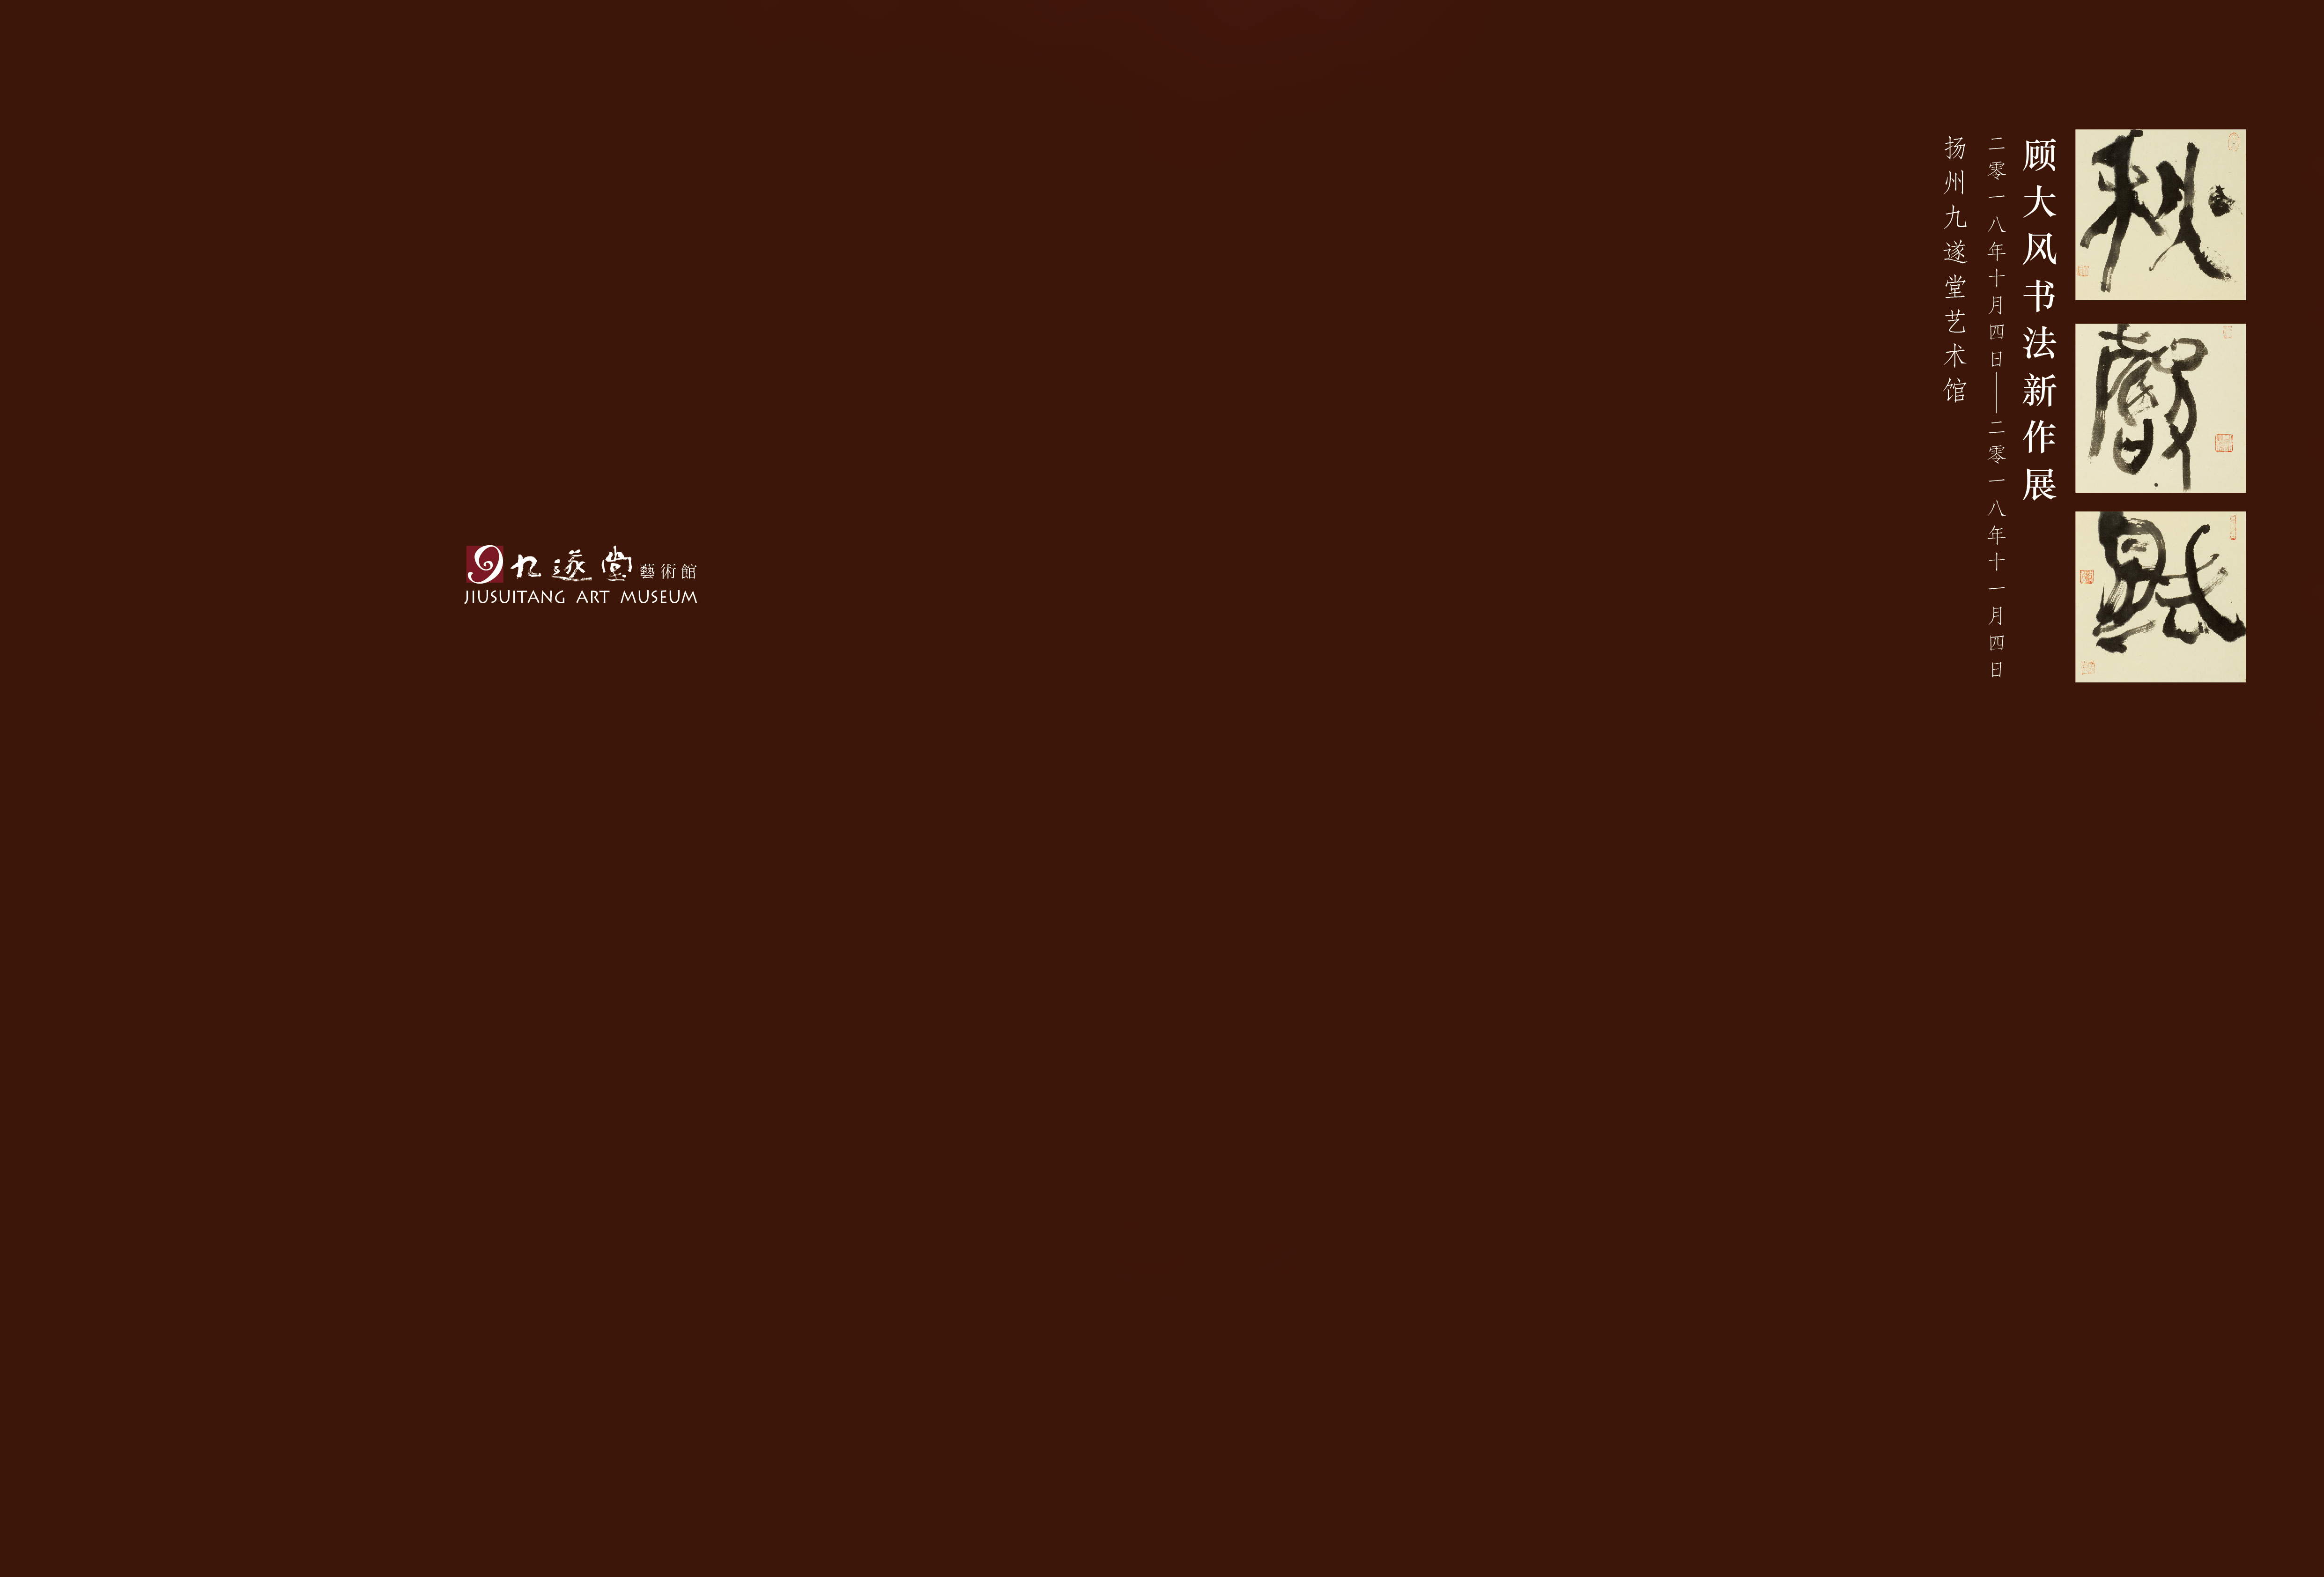 秋
聲
賦
顾大风书法新作展
二零一八年十月四日——二零一八年十一月四日
扬州九遂堂艺术馆
九遂堂藝術館
JIUSUITANG ART MUSEUM